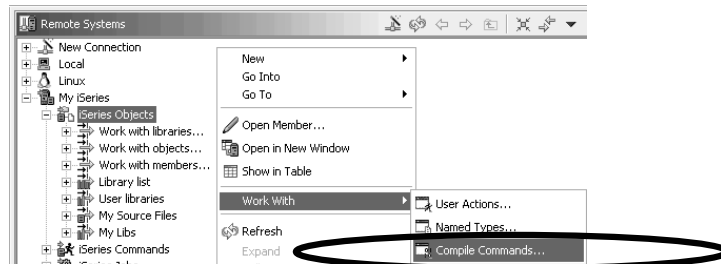 Remote Systems
New Connection
Local
Linux
My iSeries
iSeries Objects
Work with libraries...
Work with objects...
Work with members...
Library list
User libraries
My Source Files
My Libs
iSeries Commands
iSeries Jobs
New
Go Into
Go To
Open Member...
Open in New Window
Show in Table
Work With
Refresh
Expand
User Actions...
Named Types...
Compile Commands...